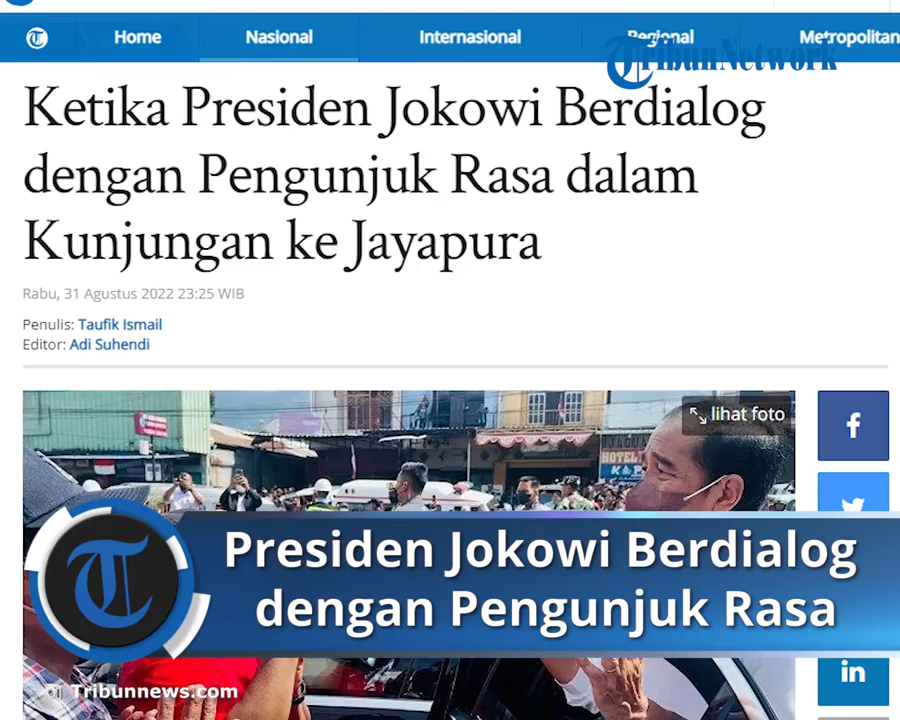 Home Nasional Internasional Regional Metropolitan
TribunNetwork
Ketika Presiden Jokowi Berdialog
dengan Pengunjuk Rasa dalam
Kunjungan ke Jayapura
Rabu, 31 Agustus 2022 23:25 WIB
Penulis: Taufik Ismail
Editor: Adi Suhendi
lihat foto
HOTEL
Presiden Jokowi Berdialog
dengan Pengunjuk Rasa
Tribunnews.com